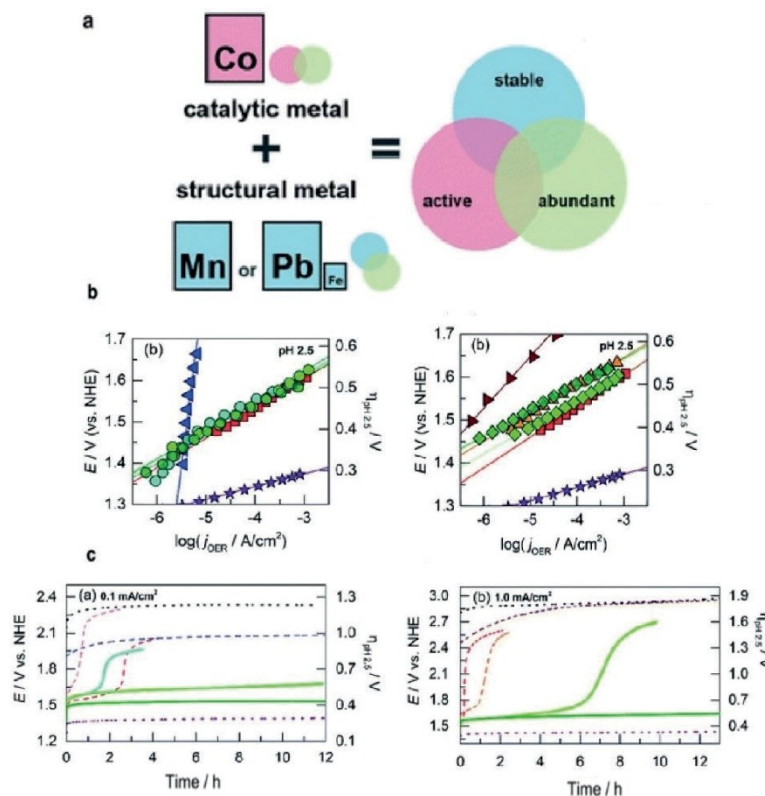 a
Co
catalytic metal
+
=
structural metal
Mn or Pb Fe
stable
active
abundant
b
(b)
pH 2.5
1.7
1.6
1.5
1.4
1.3
0.6
0.5
0.4
0.3
E / V (vs. NHE)
η pH 2.5 / V
-6 -5 -4 -3
log(j OER / A/cm²)
(b)
pH 2.5
1.7
1.6
1.5
1.4
1.3
0.6
0.5
0.4
0.3
E / V (vs. NHE)
η pH 2.5 / V
-6 -5 -4 -3
log(j OER / A/cm²)
c
(a) 0.1 mA/cm²
2.4
2.1
1.8
1.5
1.2
1.3
1.0
0.7
0.4
0.1
E / V vs. NHE
η pH 2.5 / V
0 2 4 6 8 10 12
Time / h
(b) 1.0 mA/cm²
3.0
2.7
2.4
2.1
1.8
1.5
1.9
1.6
1.3
1.0
0.7
0.4
E / V vs. NHE
η pH 2.5 / V
0 2 4 6 8 10 12
Time / h